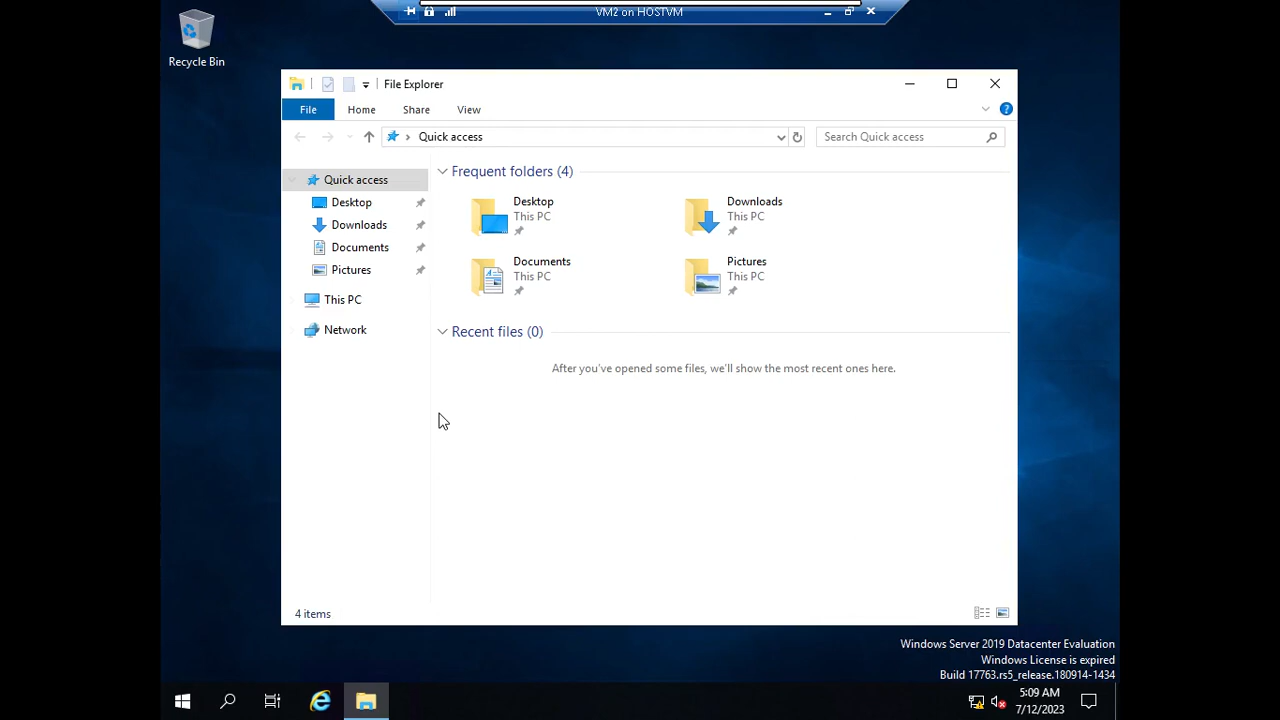 VM2 on HOSTVM
Recycle Bin
File Explorer
File Home Share View
Quick access
Search Quick access
Quick access
Desktop
Downloads
Documents
Pictures
This PC
Network
Frequent folders (4)
Desktop
This PC
Downloads
This PC
Documents
This PC
Pictures
This PC
Recent files (0)
After you've opened some files, we'll show the most recent ones here.
4 items
Windows Server 2019 Datacenter Evaluation
Windows License is expired
Build 17763.rs5_release.180914-1434
5:09 AM
7/12/2023